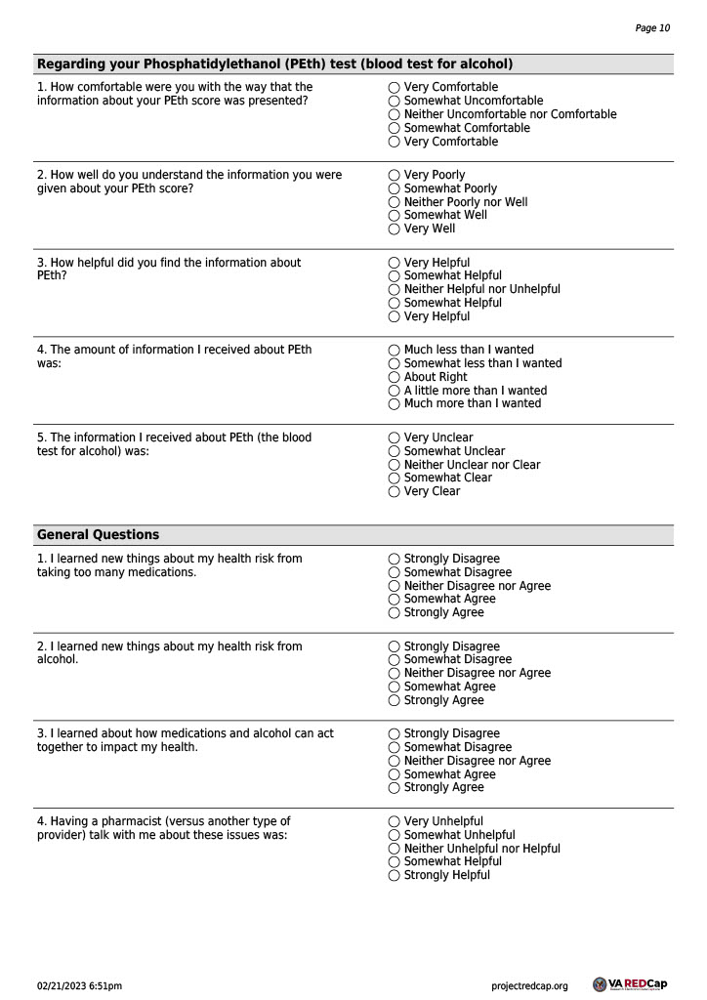 Page 10
Regarding your Phosphatidylethanol (PEth) test (blood test for alcohol)
1. How comfortable were you with the way that the
information about your PEth score was presented?
Very Comfortable
Somewhat Uncomfortable
Neither Uncomfortable nor Comfortable
Somewhat Comfortable
Very Comfortable
2. How well do you understand the information you were
given about your PEth score?
Very Poorly
Somewhat Poorly
Neither Poorly nor Well
Somewhat Well
Very Well
3. How helpful did you find the information about
PEth?
Very Helpful
Somewhat Helpful
Neither Helpful nor Unhelpful
Somewhat Helpful
Very Helpful
4. The amount of information I received about PEth
was:
Much less than I wanted
Somewhat less than I wanted
About Right
A little more than I wanted
Much more than I wanted
5. The information I received about PEth (the blood
test for alcohol) was:
Very Unclear
Somewhat Unclear
Neither Unclear nor Clear
Somewhat Clear
Very Clear
General Questions
1. I learned new things about my health risk from
taking too many medications.
Strongly Disagree
Somewhat Disagree
Neither Disagree nor Agree
Somewhat Agree
Strongly Agree
2. I learned new things about my health risk from
alcohol.
Strongly Disagree
Somewhat Disagree
Neither Disagree nor Agree
Somewhat Agree
Strongly Agree
3. I learned about how medications and alcohol can act
together to impact my health.
Strongly Disagree
Somewhat Disagree
Neither Disagree nor Agree
Somewhat Agree
Strongly Agree
4. Having a pharmacist (versus another type of
provider) talk with me about these issues was:
Very Unhelpful
Somewhat Unhelpful
Neither Unhelpful nor Helpful
Somewhat Helpful
Strongly Helpful
02/21/2023 6:51pm
projectredcap.org
VA REDCap